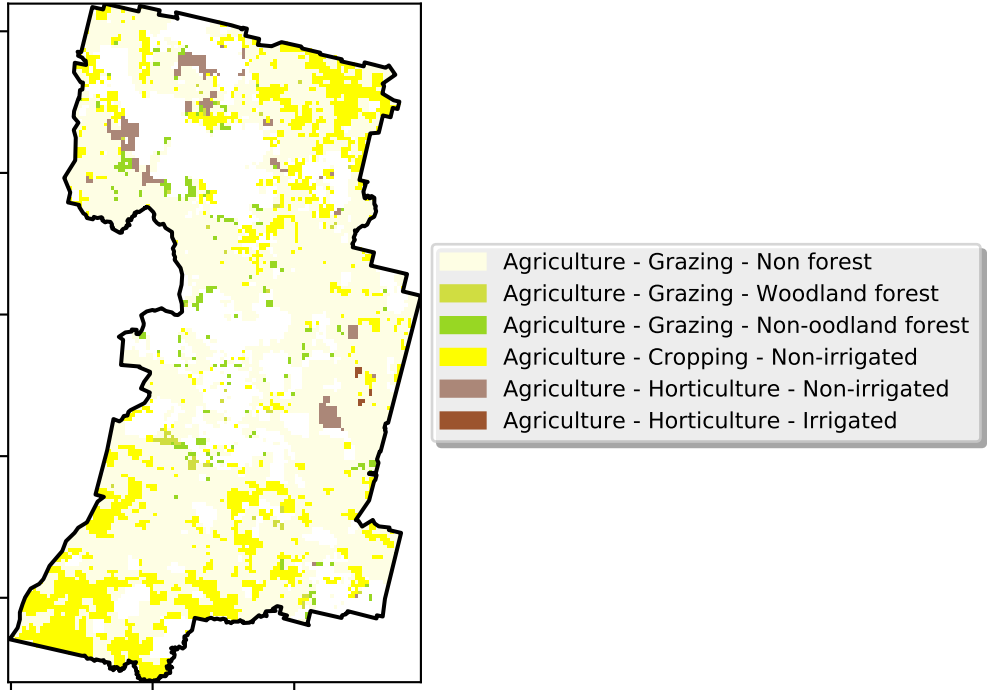 Agriculture - Grazing - Non forest
Agriculture - Grazing - Woodland forest
Agriculture - Grazing - Non-oodland forest
Agriculture - Cropping - Non-irrigated
Agriculture - Horticulture - Non-irrigated
Agriculture - Horticulture - Irrigated